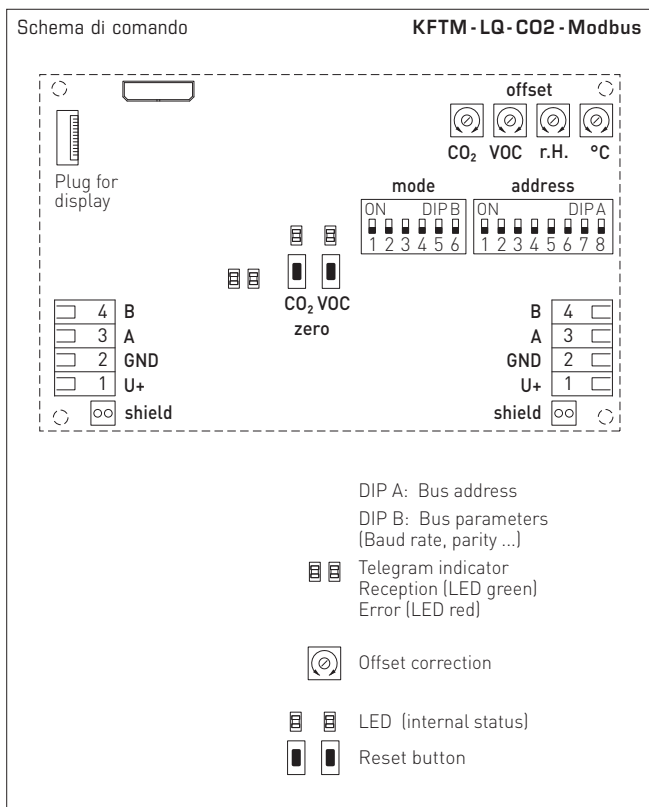 Schema di comando KFTM-LQ-CO2-Modbus
offset
CO₂ VOC r.H. °C
Plug for
display
mode address
ON DIP B ON DIP A
1 2 3 4 5 6 1 2 3 4 5 6 7 8
CO₂ VOC
zero
4 B B 4
3 A A 3
2 GND GND 2
1 U+ U+ 1
shield shield
DIP A: Bus address
DIP B: Bus parameters
(Baud rate, parity ...)
Telegram indicator
Reception (LED green)
Error (LED red)
Offset correction
LED (internal status)
Reset button